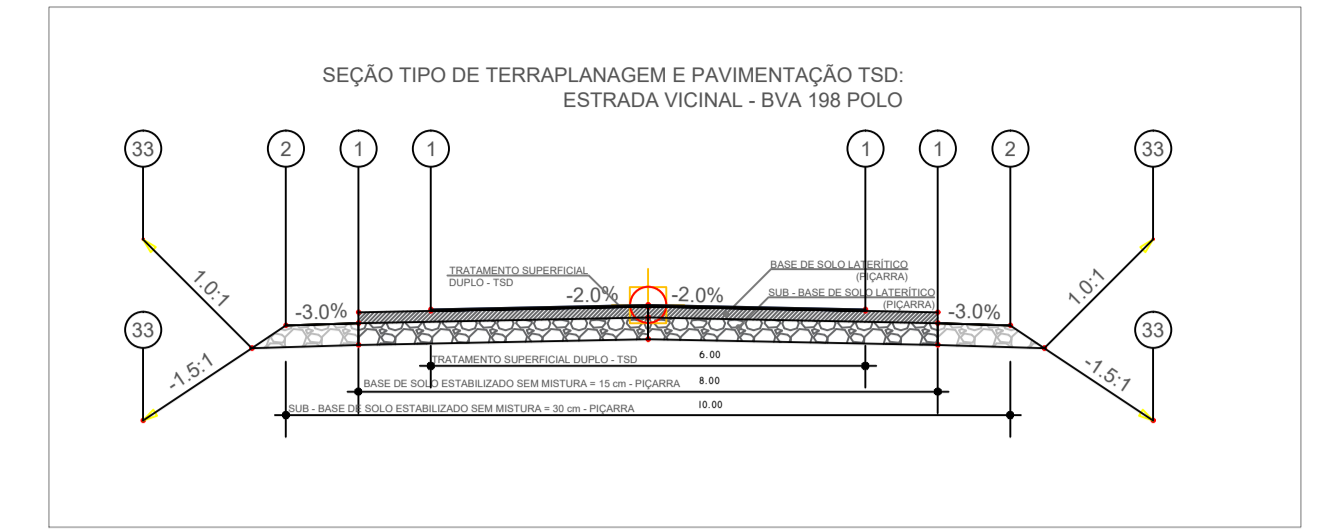 SEÇÃO TIPO DE TERRAPLANAGEM E PAVIMENTAÇÃO TSD:
ESTRADA VICINAL - BVA 198 POLO
33 2 1 1 1 1 2 33
TRATAMENTO SUPERFICIAL
DUPLO - TSD
BASE DE SOLO LATERÍTICO
(PIÇARRA)
SUB - BASE DE SOLO LATERÍTICO
(PIÇARRA)
1.0:1 -3.0% -2.0% -2.0% -3.0% 1.0:1
33 33
-1.5:1 -1.5:1
TRATAMENTO SUPERFICIAL DUPLO - TSD 6.00
BASE DE SOLO ESTABILIZADO SEM MISTURA = 15 cm - PIÇARRA 8.00
SUB - BASE DE SOLO ESTABILIZADO SEM MISTURA = 30 cm - PIÇARRA 10.00